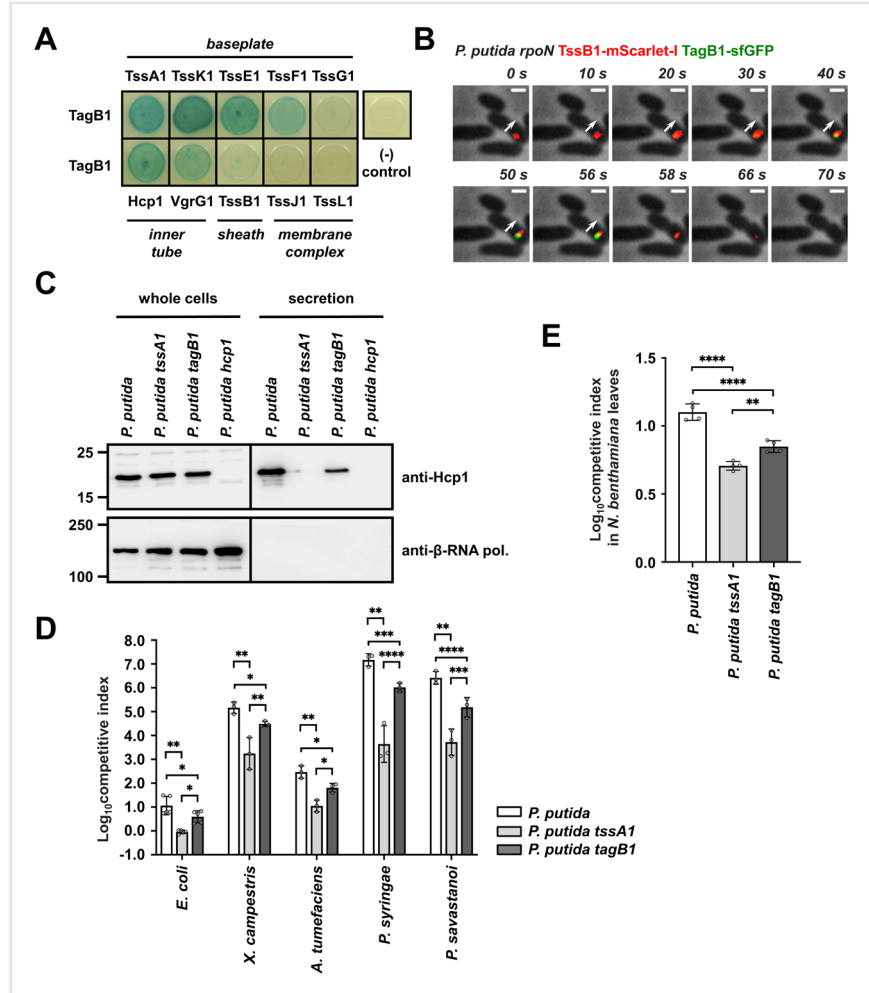 A
baseplate
TssA1 TssK1 TssE1 TssF1 TssG1
TagB1
TagB1
(-)
control
Hcp1 VgrG1 TssB1 TssJ1 TssL1
inner
tube
sheath
membrane
complex
B
P. putida rpoN TssB1-mScarlet-I TagB1-sfGFP
0 s 10 s 20 s 30 s 40 s
50 s 56 s 58 s 66 s 70 s
C
whole cells secretion
P. putida
P. putida tssA1
P. putida tagB1
P. putida hcp1
P. putida
P. putida tssA1
P. putida tagB1
P. putida hcp1
25
15
anti-Hcp1
250
100
anti-β-RNA pol.
D
Log10competitive index
8.0
7.0
6.0
5.0
4.0
3.0
2.0
1.0
0.0
-1.0
** * *
** * **
** * *
** *** ****
** **** ***
E. coli
X. campestris
A. tumefaciens
P. syringae
P. savastanoi
P. putida
P. putida tssA1
P. putida tagB1
E
Log10competitive index
in N. benthamiana leaves
1.5
1.0
0.5
0.0
****
****
**
P. putida
P. putida tssA1
P. putida tagB1